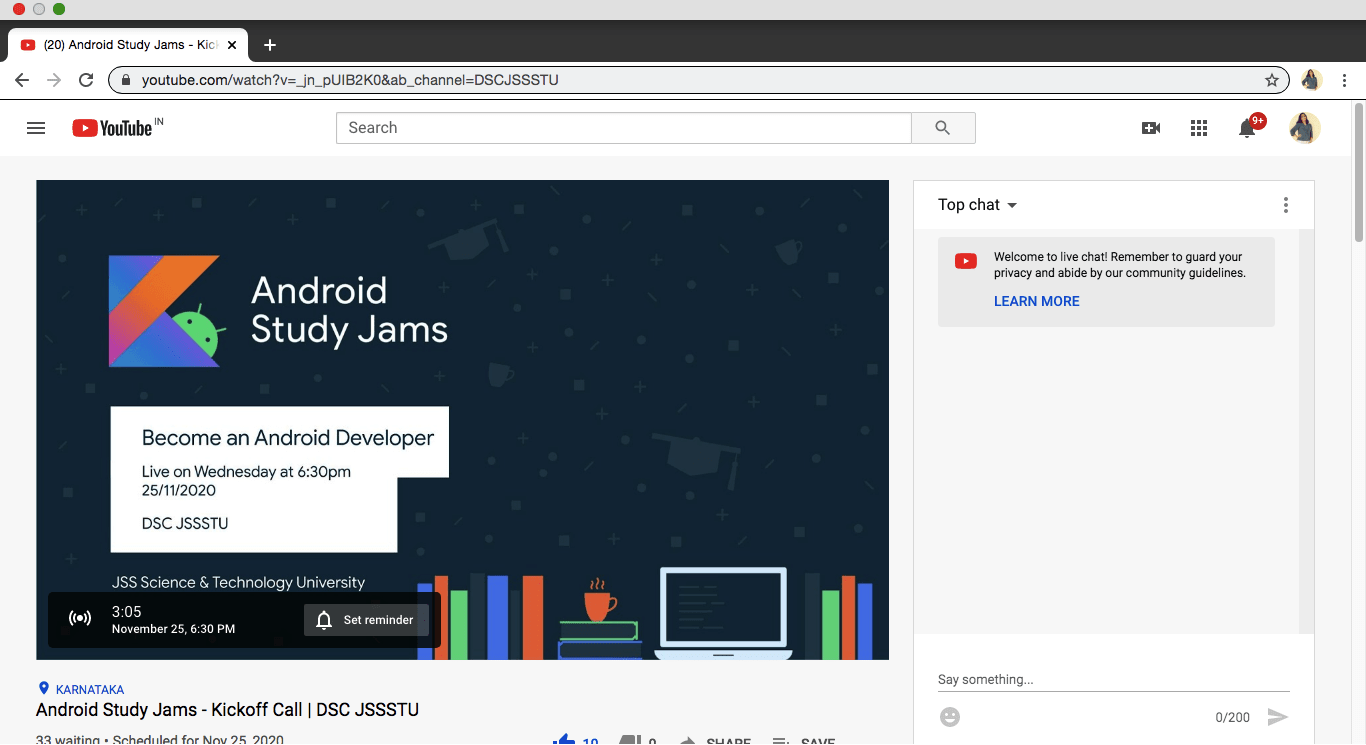 (20) Android Study Jams - Kick
youtube.com/watch?v=_jn_pUIB2K0&ab_channel=DSCJSSSTU
YouTube IN
Search
9+
Android
Study Jams
Become an Android Developer
Live on Wednesday at 6:30pm
25/11/2020
DSC JSSSTU
JSS Science & Technology University
3:05
November 25, 6:30 PM
Set reminder
KARNATAKA
Android Study Jams - Kickoff Call | DSC JSSSTU
33 waiting • Scheduled for Nov 25, 2020
10
0
SHARE
SAVE
Top chat
Welcome to live chat! Remember to guard your
privacy and abide by our community guidelines.
LEARN MORE
Say something...
0/200